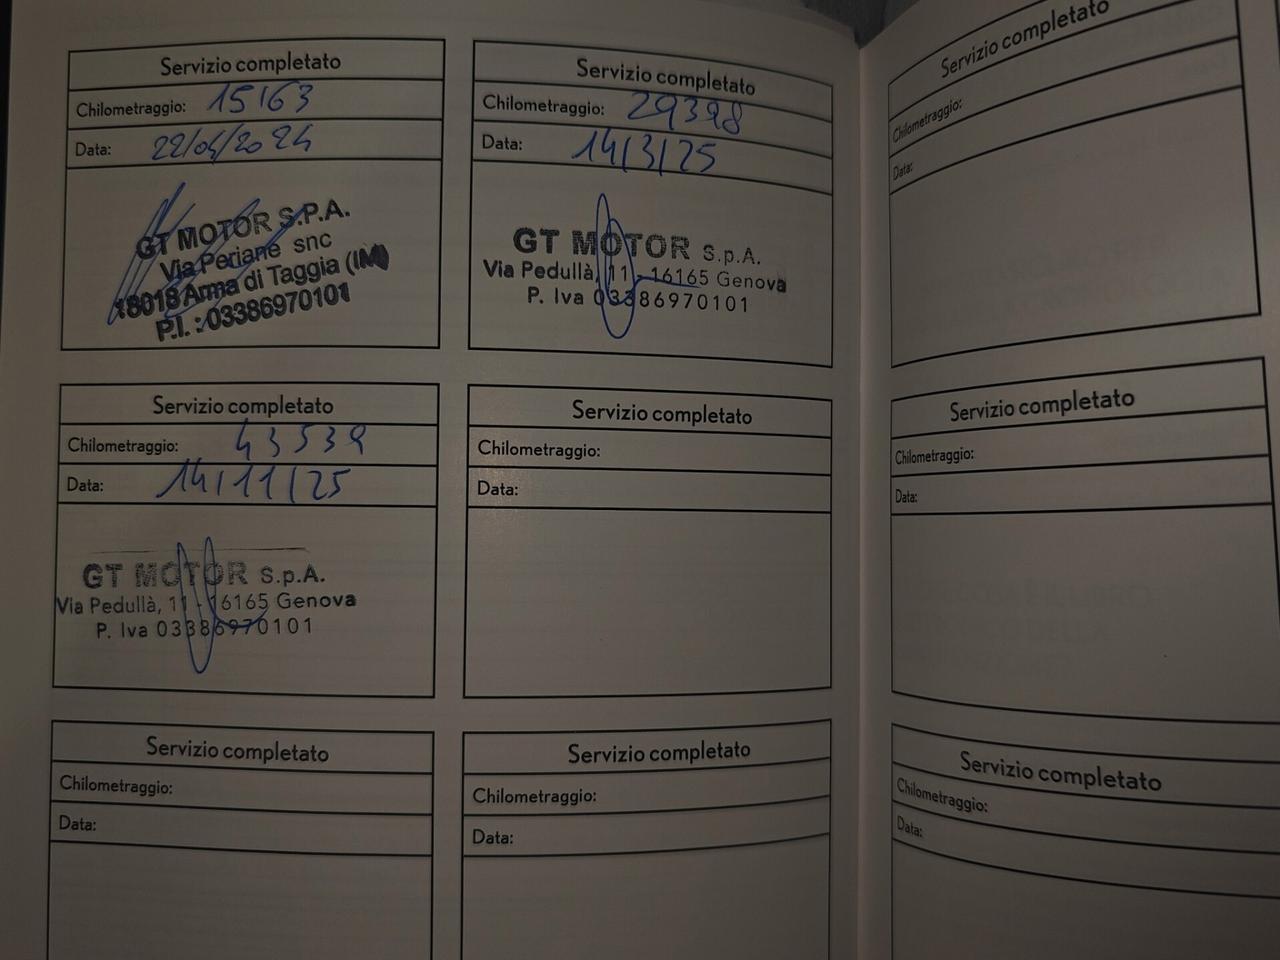 Servizio completato
Chilometraggio: 15163
Data: 22/04/2024
GT MOTOR S.P.A.
Via Periane snc
18018 Arma di Taggia (IM)
P.I. : 03386970101
Servizio completato
Chilometraggio: 29398
Data: 14/3/25
GT MOTOR S.p.A.
Via Pedullà, 11 - 16165 Genova
P. Iva 03386970101
Servizio completato
Chilometraggio:
Data:
Servizio completato
Chilometraggio: 43539
Data: 14/11/25
GT MOTOR S.p.A.
Via Pedullà, 11 - 16165 Genova
P. Iva 03386970101
Servizio completato
Chilometraggio:
Data:
Servizio completato
Chilometraggio:
Data:
Servizio completato
Chilometraggio:
Data:
Servizio completato
Chilometraggio:
Data:
Servizio completato
Chilometraggio:
Data: